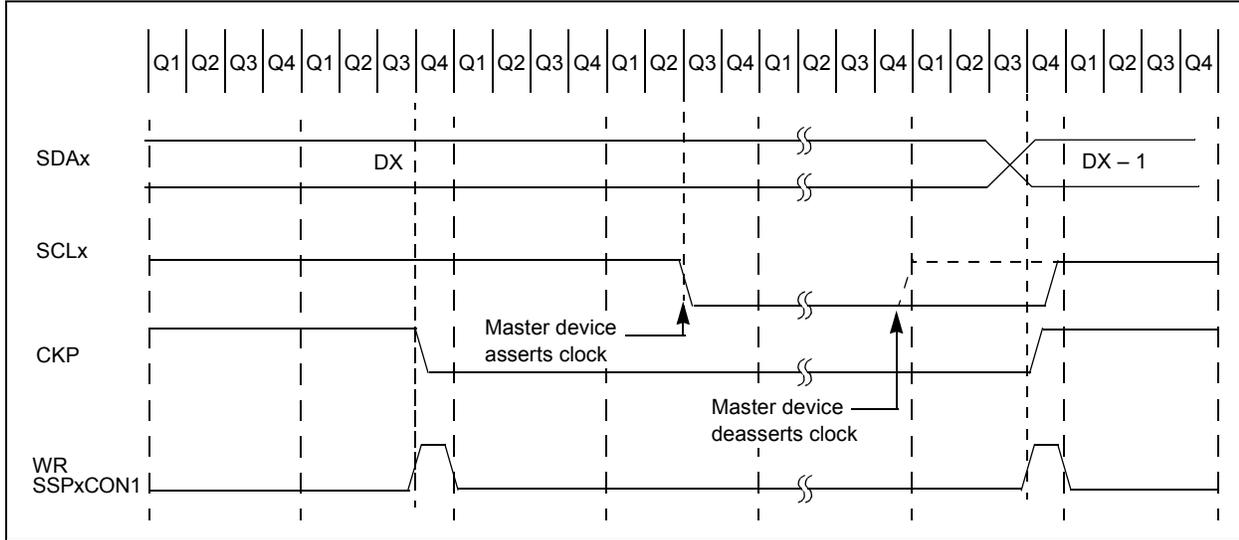 Q1 Q2 Q3 Q4 Q1 Q2 Q3 Q4 Q1 Q2 Q3 Q4 Q1 Q2 Q3 Q4 Q1 Q2 Q3 Q4 Q1 Q2 Q3 Q4 Q1 Q2 Q3 Q4
SDAx
DX
DX – 1
SCLx
Master device
asserts clock
CKP
Master device
deasserts clock
WR
SSPxCON1